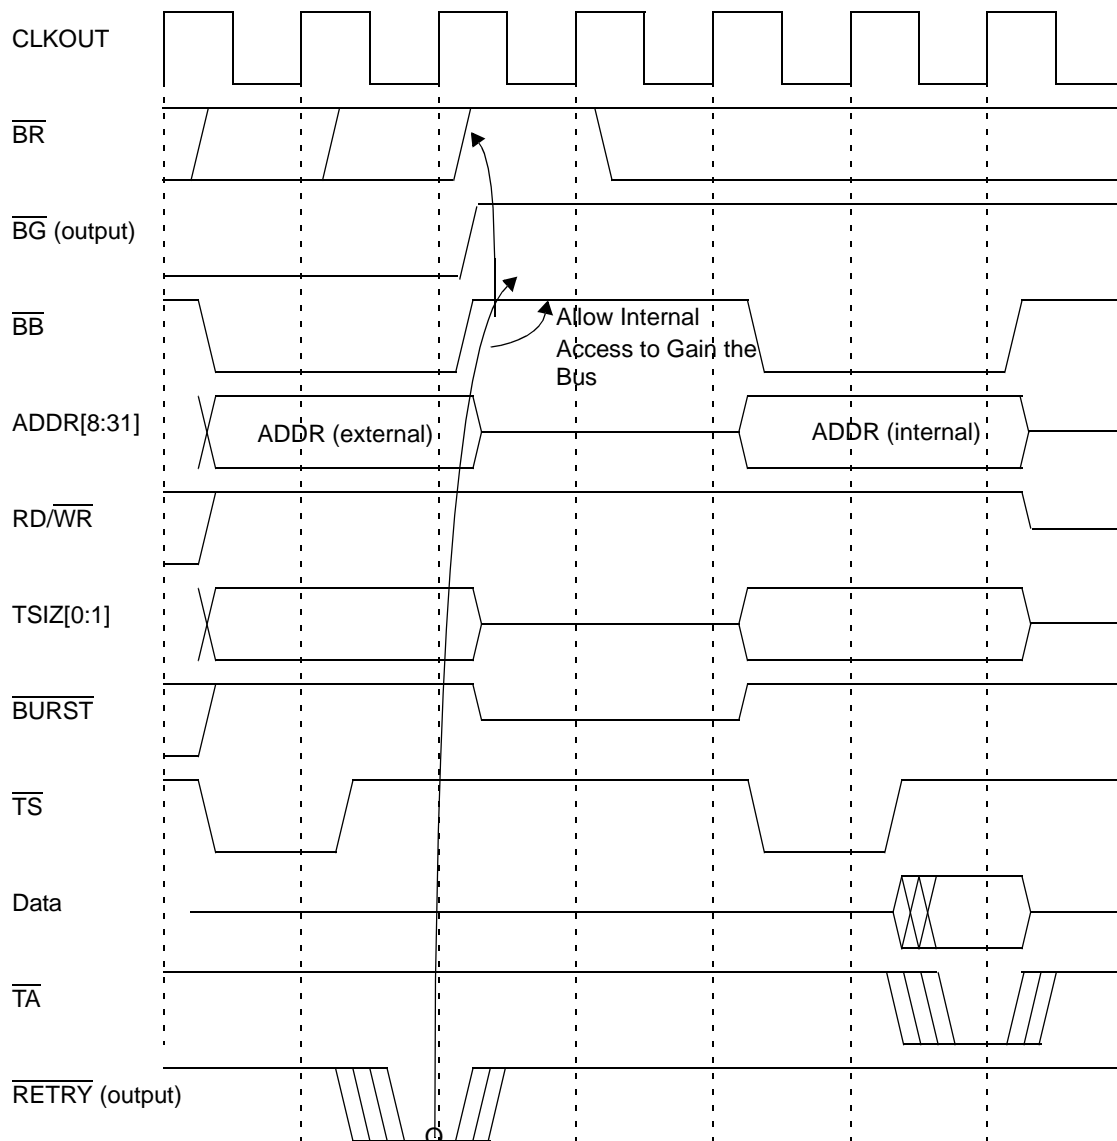 CLKOUT
BR
BG (output)
BB
Allow Internal
Access to Gain the
Bus
ADDR[8:31]
ADDR (external)
ADDR (internal)
RD/WR
TSIZ[0:1]
BURST
TS
Data
TA
RETRY (output)